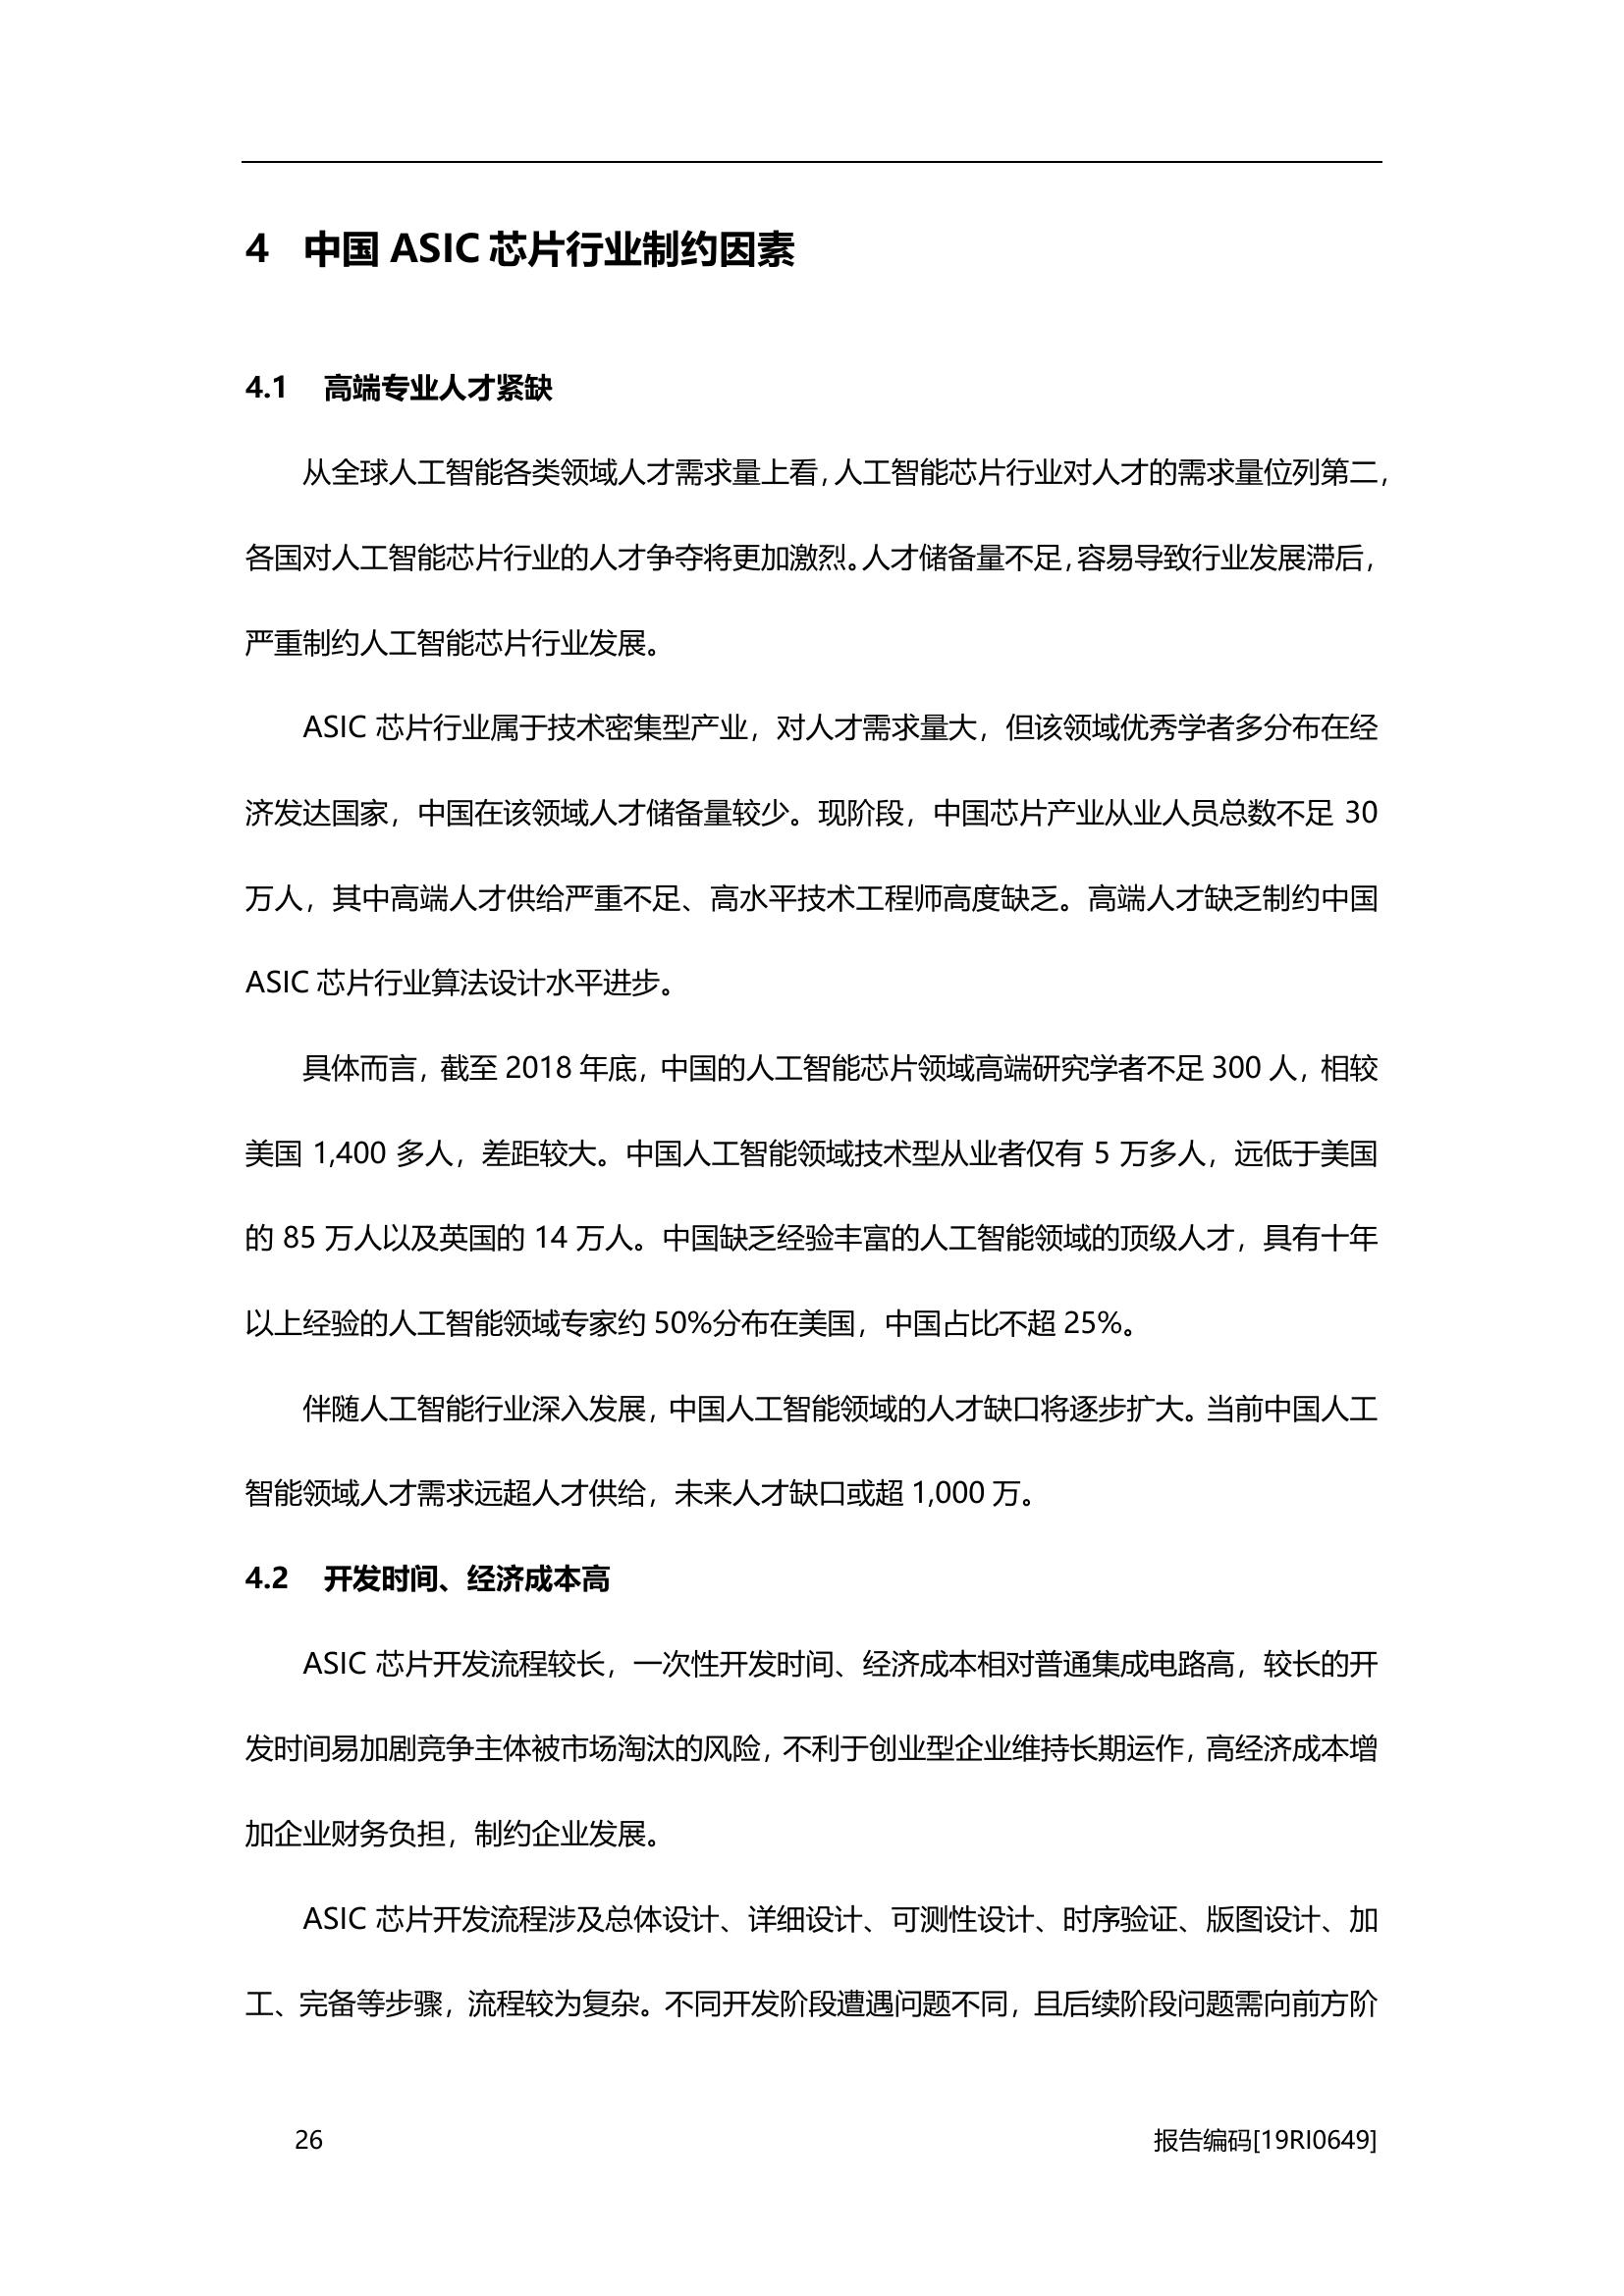 4 中国 ASIC 芯片行业制约因素
4.1 高端专业人才紧缺
从全球人工智能各类领域人才需求量上看，人工智能芯片行业对人才的需求量位列第二，
各国对人工智能芯片行业的人才争夺将更加激烈。人才储备量不足，容易导致行业发展滞后，
严重制约人工智能芯片行业发展。
ASIC 芯片行业属于技术密集型产业，对人才需求量大，但该领域优秀学者多分布在经
济发达国家，中国在该领域人才储备量较少。现阶段，中国芯片产业从业人员总数不足 30
万人，其中高端人才供给严重不足、高水平技术工程师高度缺乏。高端人才缺乏制约中国
ASIC 芯片行业算法设计水平进步。
具体而言，截至 2018 年底，中国的人工智能芯片领域高端研究学者不足 300 人，相较
美国 1,400 多人，差距较大。中国人工智能领域技术型从业者仅有 5 万多人，远低于美国
的 85 万人以及英国的 14 万人。中国缺乏经验丰富的人工智能领域的顶级人才，具有十年
以上经验的人工智能领域专家约 50%分布在美国，中国占比不超 25%。
伴随人工智能行业深入发展，中国人工智能领域的人才缺口将逐步扩大。当前中国人工
智能领域人才需求远超人才供给，未来人才缺口或超 1,000 万。
4.2 开发时间、经济成本高
ASIC 芯片开发流程较长，一次性开发时间、经济成本相对普通集成电路高，较长的开
发时间易加剧竞争主体被市场淘汰的风险，不利于创业型企业维持长期运作，高经济成本增
加企业财务负担，制约企业发展。
ASIC 芯片开发流程涉及总体设计、详细设计、可测性设计、时序验证、版图设计、加
工、完备等步骤，流程较为复杂。不同开发阶段遭遇问题不同，且后续阶段问题需向前方阶
26 报告编码[19RI0649]